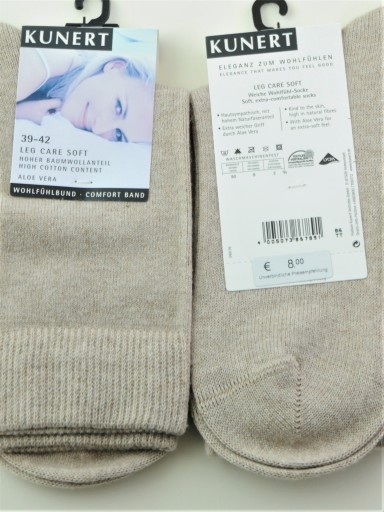 KUNERT
39-42
LEG CARE SOFT
HOHER BAUMWOLLANTEIL
HIGH COTTON CONTENT
ALOE VERA
WOHLFÜHLBUND · COMFORT BAND
KUNERT
ELEGANZ ZUM WOHLFÜHLEN
ELEGANCE THAT MAKES YOU FEEL GOOD
LEG CARE SOFT
Weiche Wohlfühl-Socke
Soft, extra-comfortable socks
hohem Naturfaseranteil
Extra-weicher Griff
durch Aloe Vera
Kind to the skin,
high in natural fibre
With Aloe Vera for
an extra-soft feel
€ 8,00
Unverbindliche Preisempfehlung